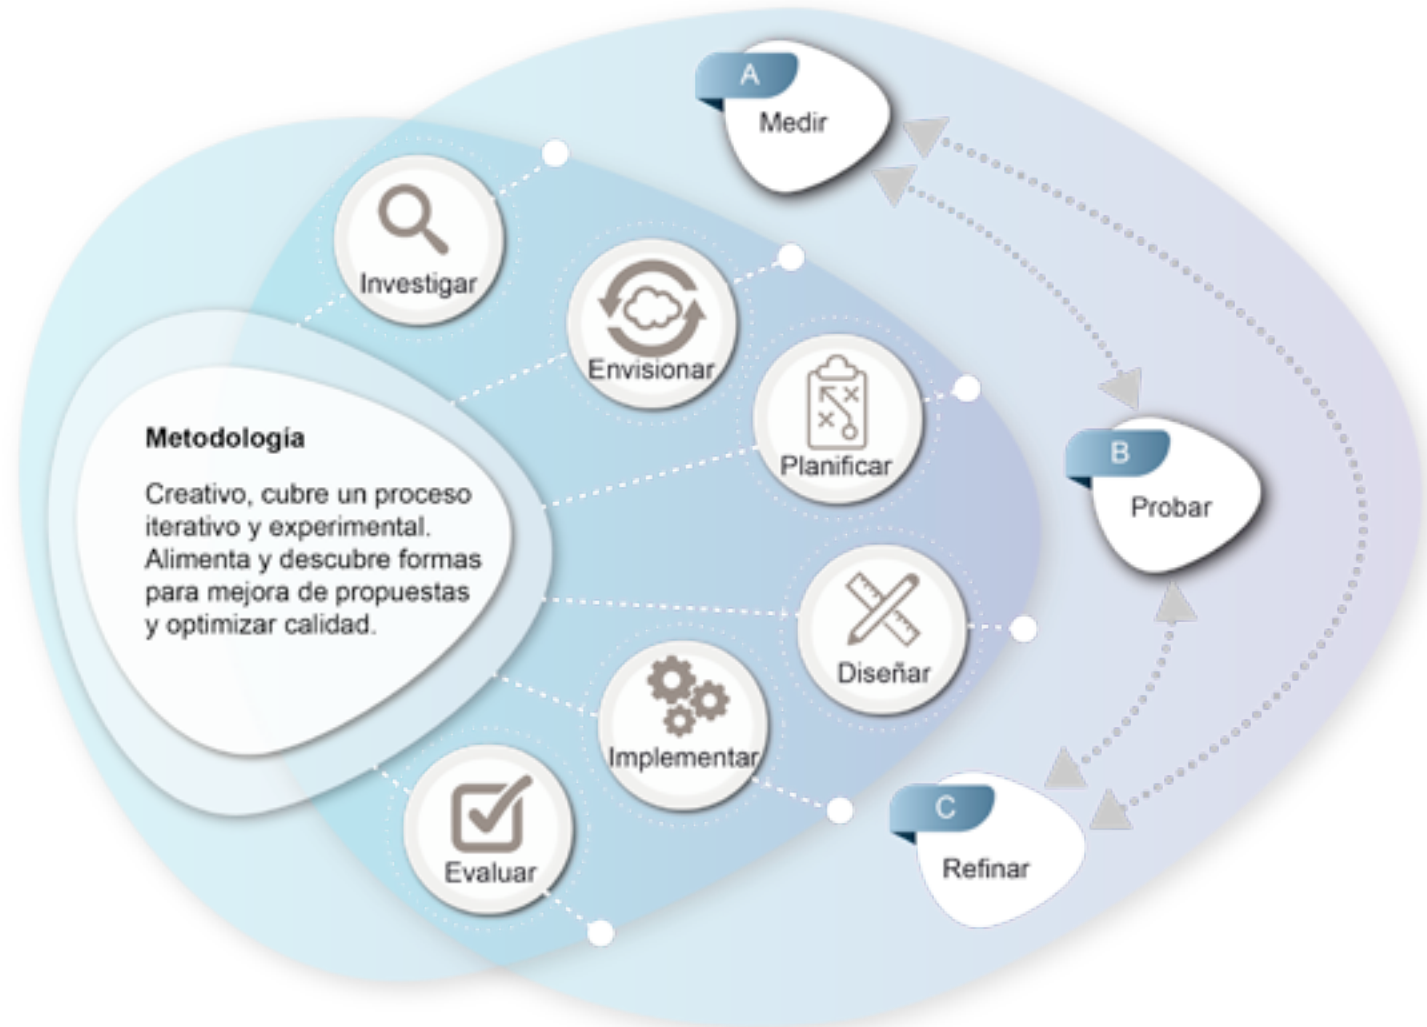 A
Medir
Investigar
Envisionar
Planificar
Metodología
Creativo, cubre un proceso
iterativo y experimental.
Alimenta y descubre formas
para mejora de propuestas
y optimizar calidad.
B
Probar
Diseñar
Implementar
Evaluar
C
Refinar